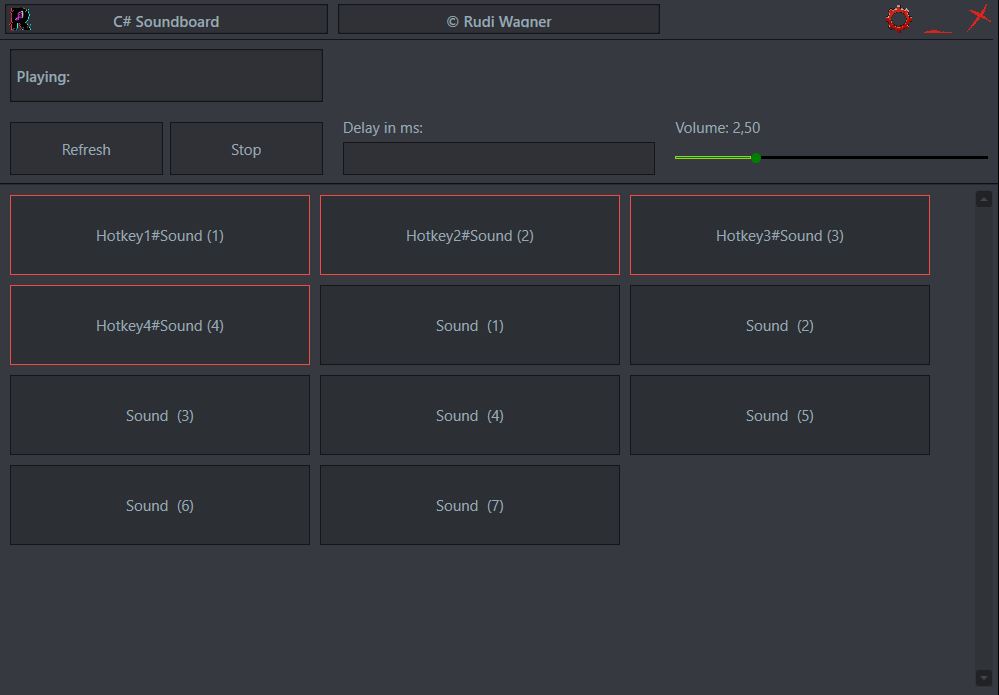 C# Soundboard
© Rudi Wagner
Playing:
Refresh
Stop
Delay in ms:
Volume: 2,50
Hotkey1#Sound (1)
Hotkey2#Sound (2)
Hotkey3#Sound (3)
Hotkey4#Sound (4)
Sound  (1)
Sound  (2)
Sound  (3)
Sound  (4)
Sound  (5)
Sound  (6)
Sound  (7)